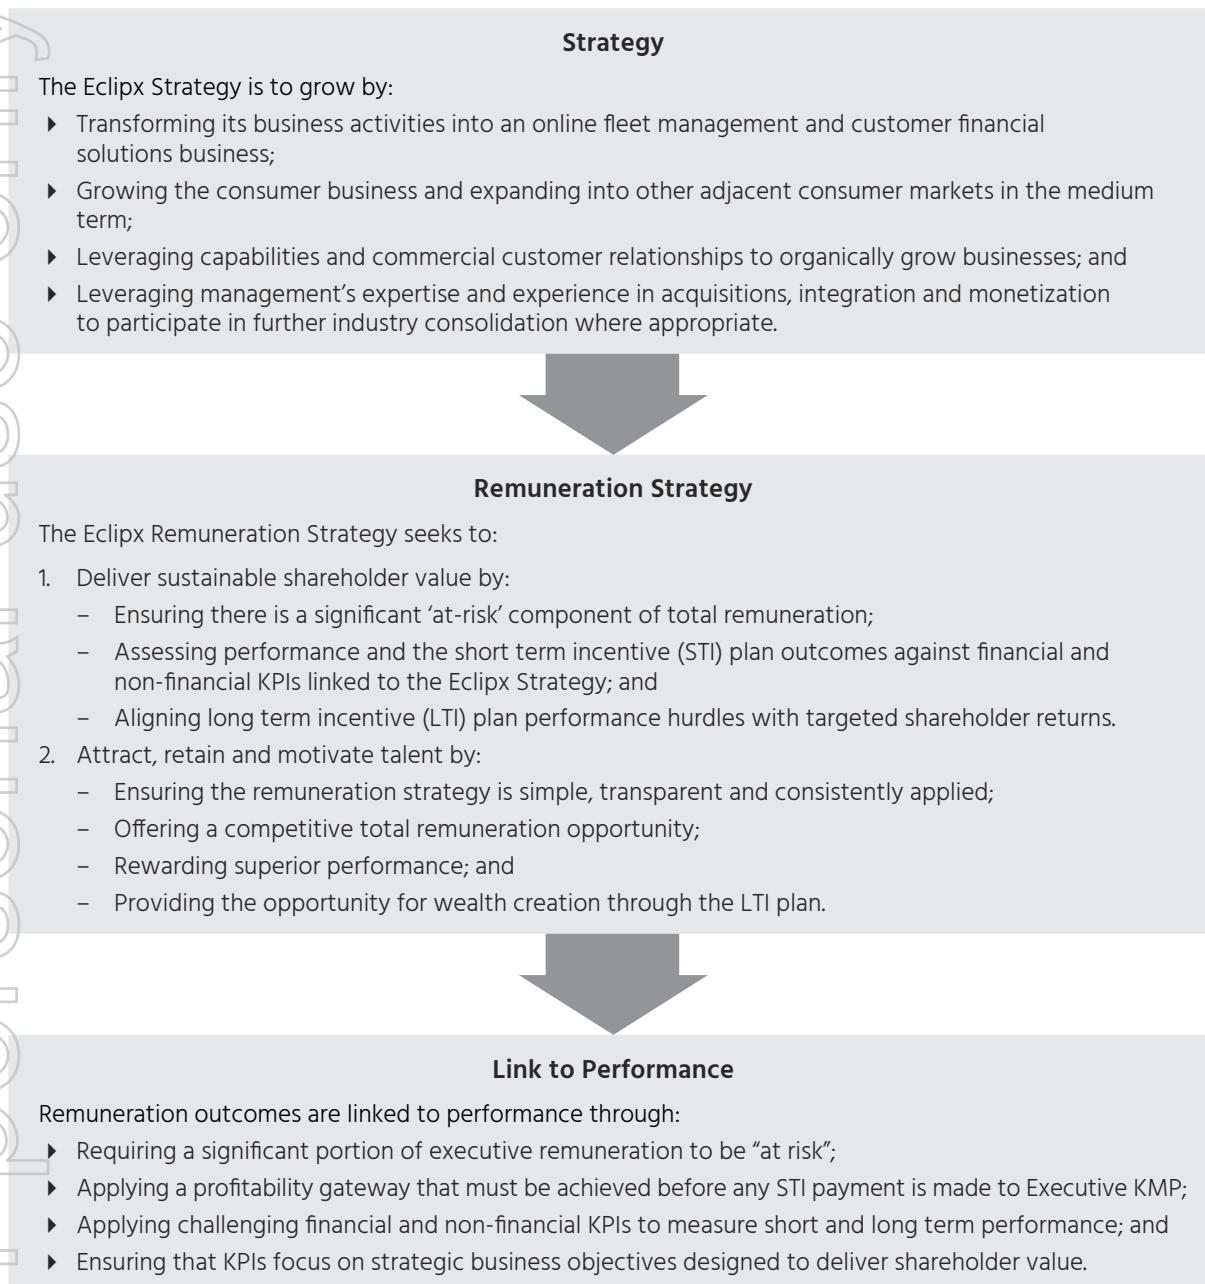 Strategy
The Eclipx Strategy is to grow by:
Transforming its business activities into an online fleet management and customer financial
solutions business;
Growing the consumer business and expanding into other adjacent consumer markets in the medium
term;
Leveraging capabilities and commercial customer relationships to organically grow businesses; and
Leveraging management’s expertise and experience in acquisitions, integration and monetization
to participate in further industry consolidation where appropriate.
Remuneration Strategy
The Eclipx Remuneration Strategy seeks to:
1. Deliver sustainable shareholder value by:
– Ensuring there is a significant ‘at-risk’ component of total remuneration;
– Assessing performance and the short term incentive (STI) plan outcomes against financial and
non-financial KPIs linked to the Eclipx Strategy; and
– Aligning long term incentive (LTI) plan performance hurdles with targeted shareholder returns.
2. Attract, retain and motivate talent by:
– Ensuring the remuneration strategy is simple, transparent and consistently applied;
– Offering a competitive total remuneration opportunity;
– Rewarding superior performance; and
– Providing the opportunity for wealth creation through the LTI plan.
Link to Performance
Remuneration outcomes are linked to performance through:
Requiring a significant portion of executive remuneration to be “at risk”;
Applying a profitability gateway that must be achieved before any STI payment is made to Executive KMP;
Applying challenging financial and non-financial KPIs to measure short and long term performance; and
Ensuring that KPIs focus on strategic business objectives designed to deliver shareholder value.